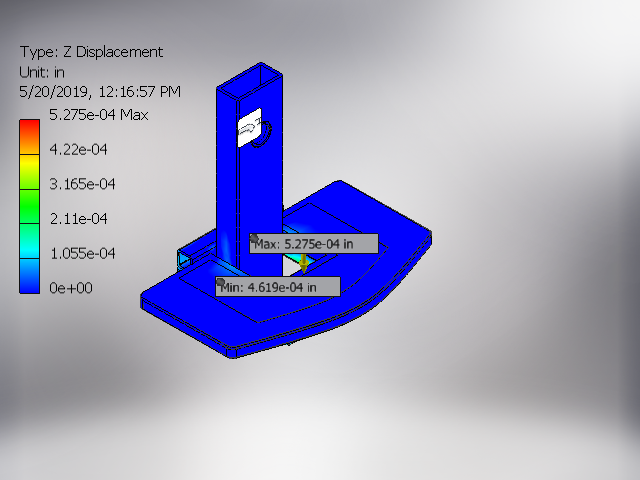 Type: Z Displacement
Unit: in
5/20/2019, 12:16:57 PM
5.275e-04 Max
4.22e-04
3.165e-04
2.11e-04
1.055e-04
0e+00
Max: 5.275e-04 in
Min: 4.619e-04 in